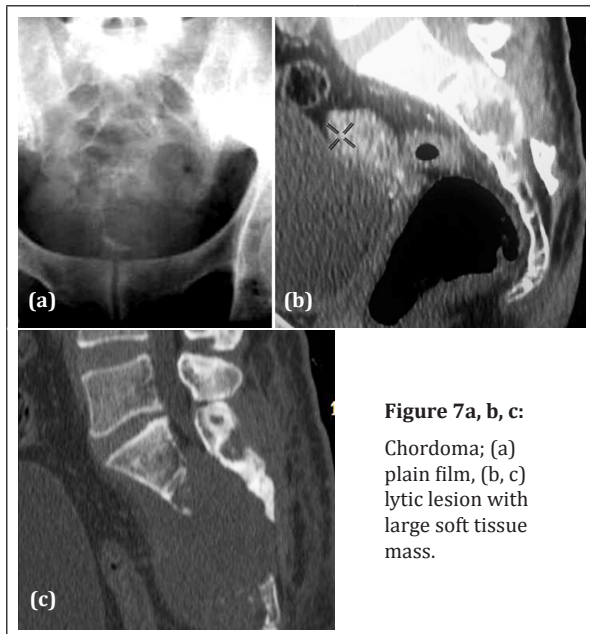 (a)
(b)
(c)
Figure 7a, b, c:
Chordoma; (a)
plain film, (b, c)
lytic lesion with
large soft tissue
mass.